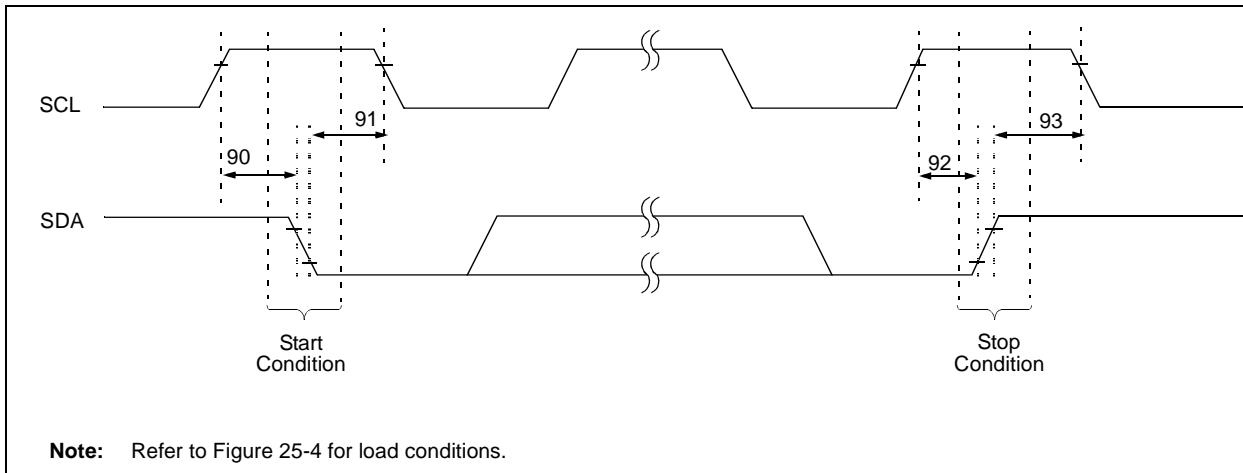 SCL
91
93
90
92
SDA
Start
Condition
Stop
Condition
Note: Refer to Figure 25-4 for load conditions.